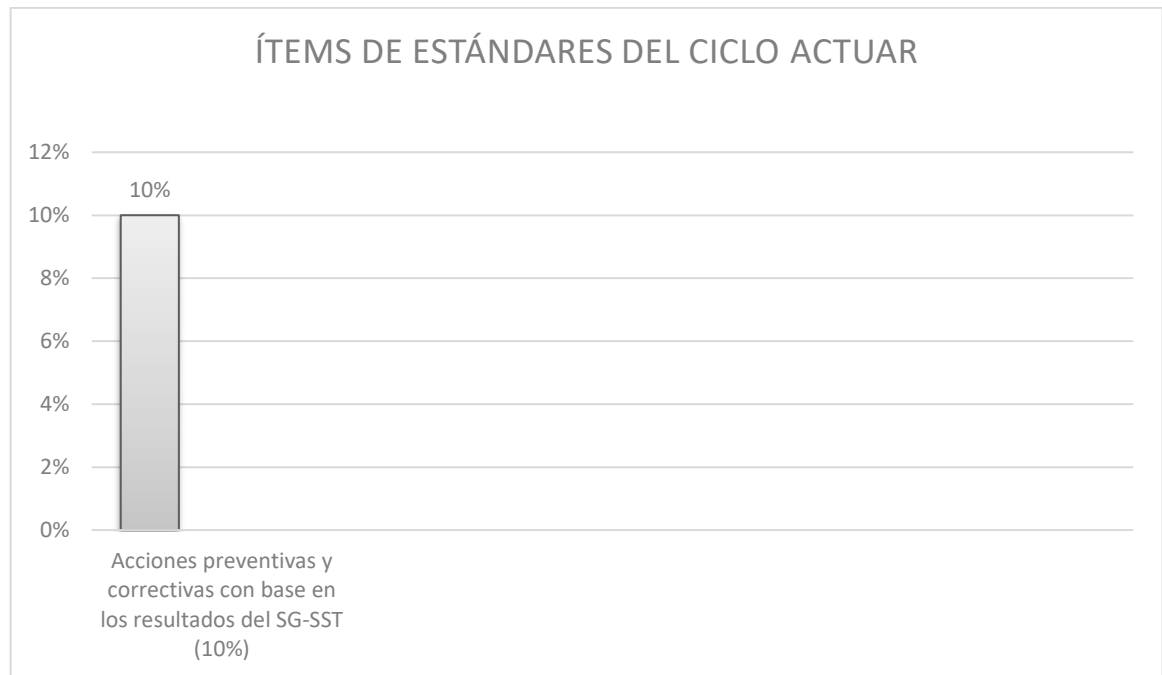 ÍTEMS DE ESTÁNDARES DEL CICLO ACTUAR
12%
10%
10%
8%
6%
4%
2%
0%
Acciones preventivas y
correctivas con base en
los resultados del SG-SST
(10%)